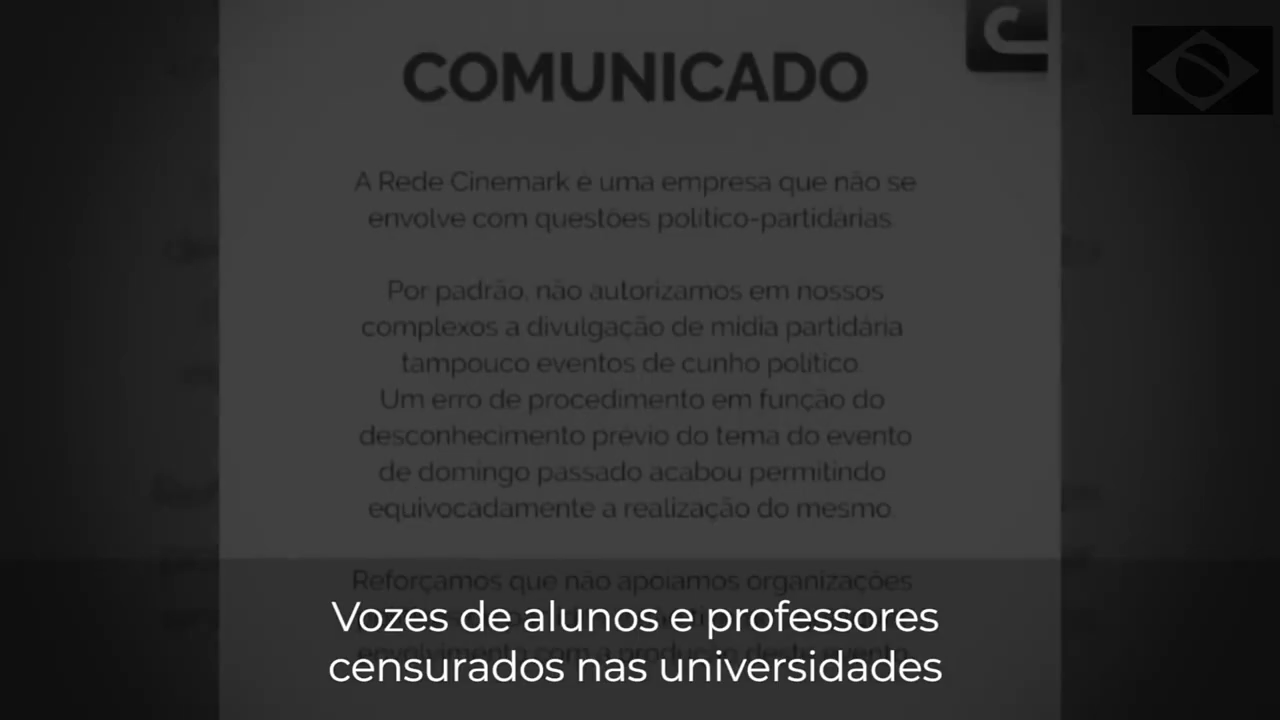 COMUNICADO
A Rede Cinemark é uma empresa que não se
envolve com questões político-partidárias
Por padrão, não autorizamos em nossos
complexos a divulgação de mídia partidária
tampouco eventos de cunho político
Um erro de procedimento em função do
desconhecimento prévio do tema do evento
de domingo passado acabou permitindo
equivocadamente a realização do mesmo
Reforçamos que não apoiamos organizações
Vozes de alunos e professores
censurados nas universidades